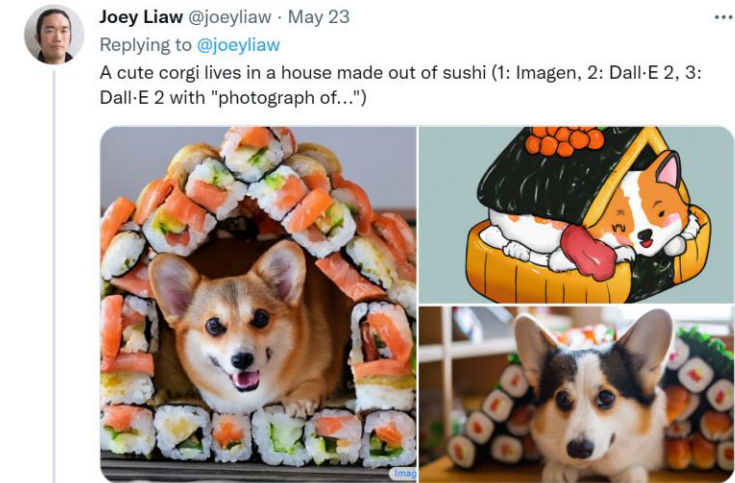 Joey Liaw @joeyliaw · May 23
Replying to @joeyliaw
A cute corgi lives in a house made out of sushi (1: Imagen, 2: Dall·E 2, 3:
Dall·E 2 with "photograph of...")
Imag